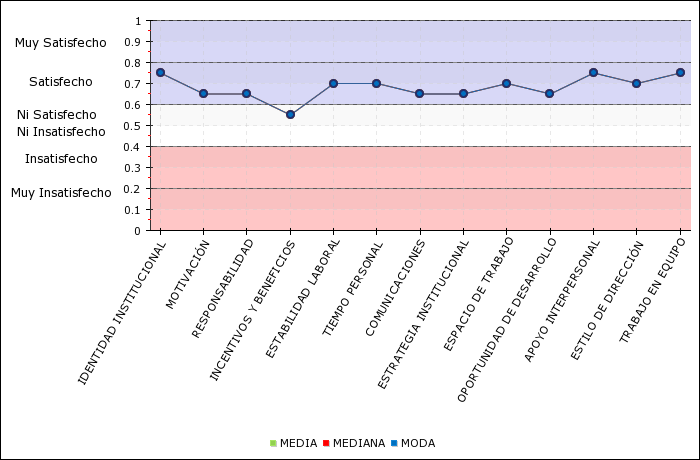 1
Muy Satisfecho 0.9
0.8
Satisfecho 0.7
0.6
Ni Satisfecho
0.5
Ni Insatisfecho
0.4
Insatisfecho
0.3
Muy Insatisfecho 0.2
0.1
0
IDENTIDAD INSTITUCIONAL
MOTIVACIÓN
RESPONSABILIDAD
INCENTIVOS Y BENEFICIOS
ESTABILIDAD LABORAL
TIEMPO PERSONAL
COMUNICACIONES
ESTRATEGIA INSTITUCIONAL
ESPACIO DE TRABAJO
OPORTUNIDAD DE DESARROLLO
APOYO INTERPERSONAL
ESTILO DE DIRECCIÓN
TRABAJO EN EQUIPO
MEDIA MEDIANA MODA